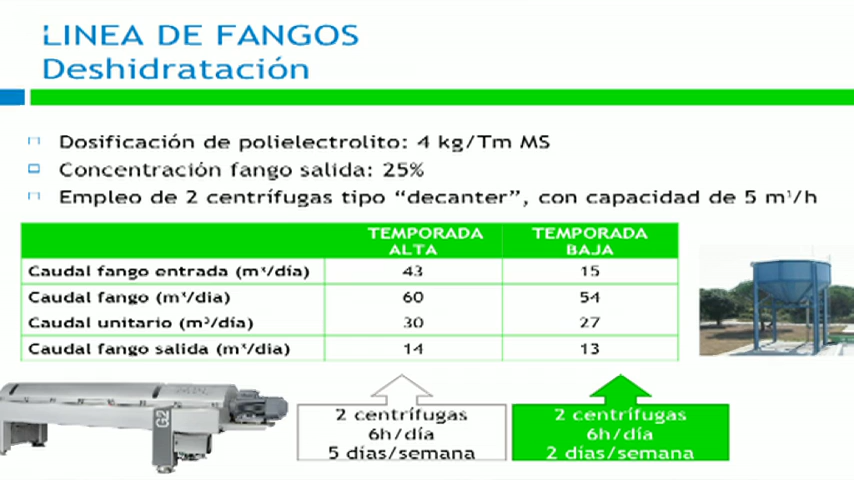 LINEA DE FANGOS
Deshidratación
Dosificación de polielectrolito: 4 kg/Tm MS
Concentración fango salida: 25%
Empleo de 2 centrífugas tipo “decanter”, con capacidad de 5 m³/h
TEMPORADA ALTA TEMPORADA BAJA
Caudal fango entrada (m³/día) 43 15
Caudal fango (m³/dia) 60 54
Caudal unitario (m³/día) 30 27
Caudal fango salida (m³/dia) 14 13
G2
2 centrífugas
6h/día
5 días/semana
2 centrífugas
6h/día
2 días/semana